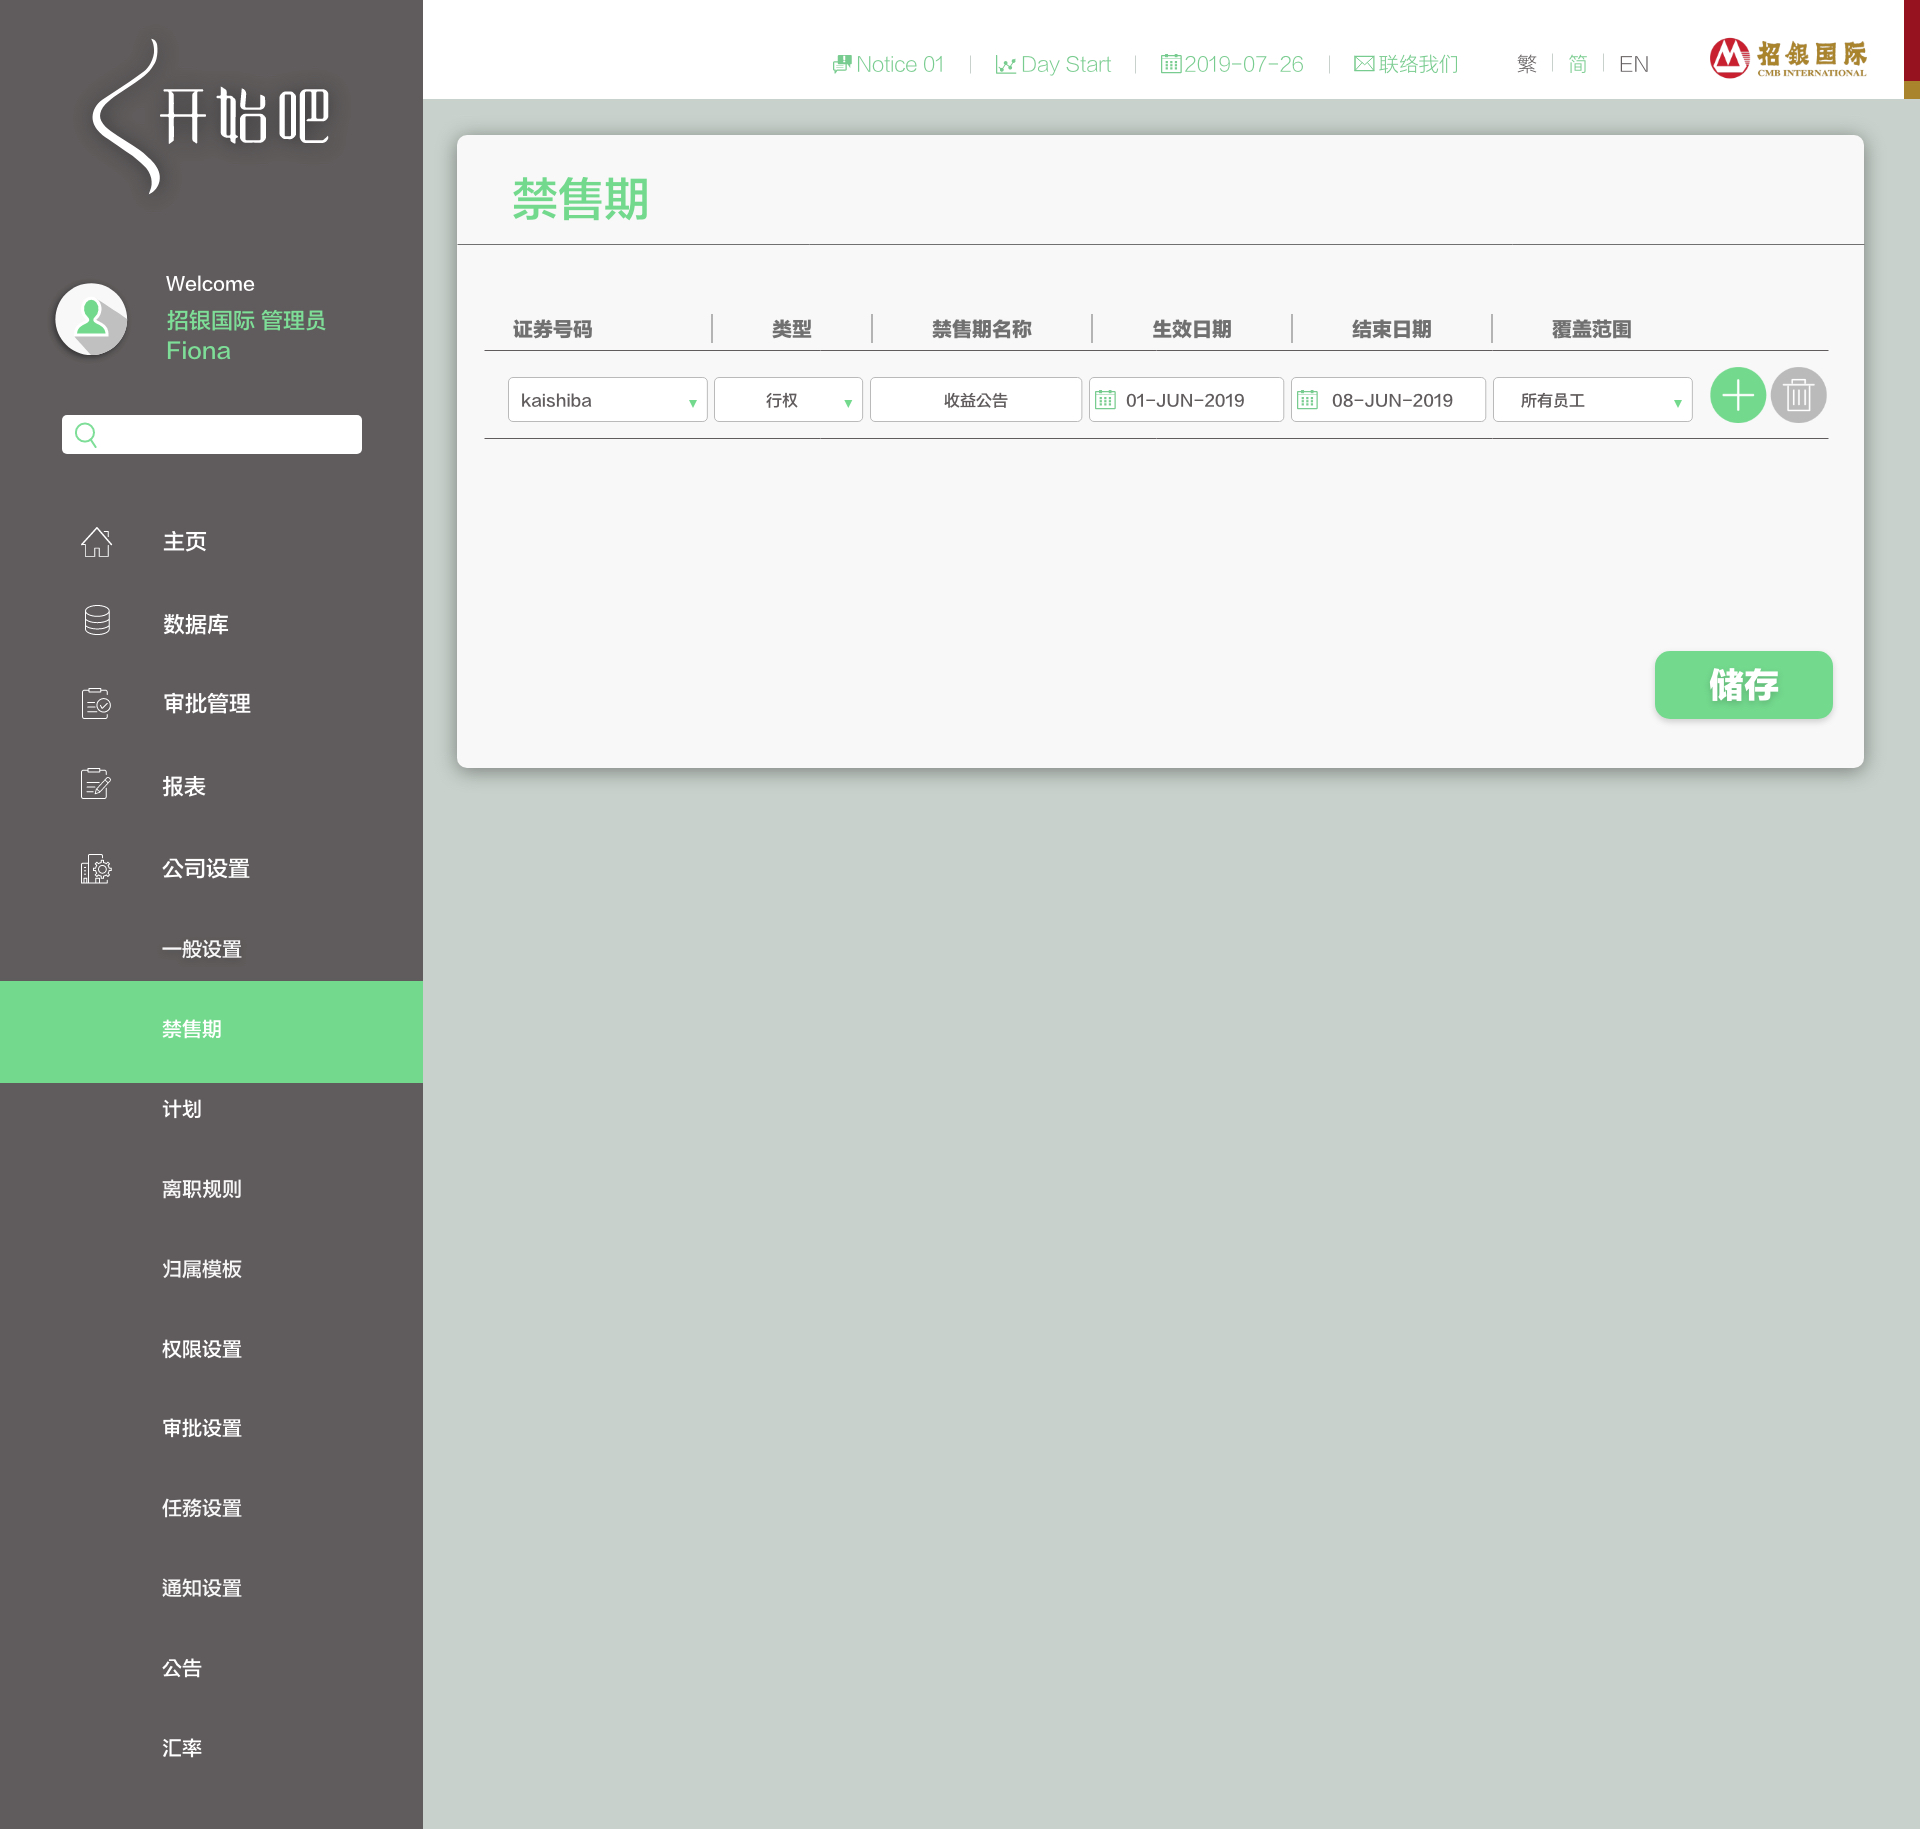 开始吧
Welcome
招银国际 管理员
Fiona
主页
数据库
审批管理
报表
公司设置
一般设置
禁售期
计划
离职规则
归属模板
权限设置
审批设置
任務设置
通知设置
公告
汇率
Notice 01
Day Start
2019-07-26
联络我们
繁
简
EN
招银国际
CMB INTERNATIONAL
禁售期
证券号码 类型 禁售期名称 生效日期 结束日期 覆盖范围
kaishiba 行权 收益公告 01-JUN-2019 08-JUN-2019 所有员工
储存